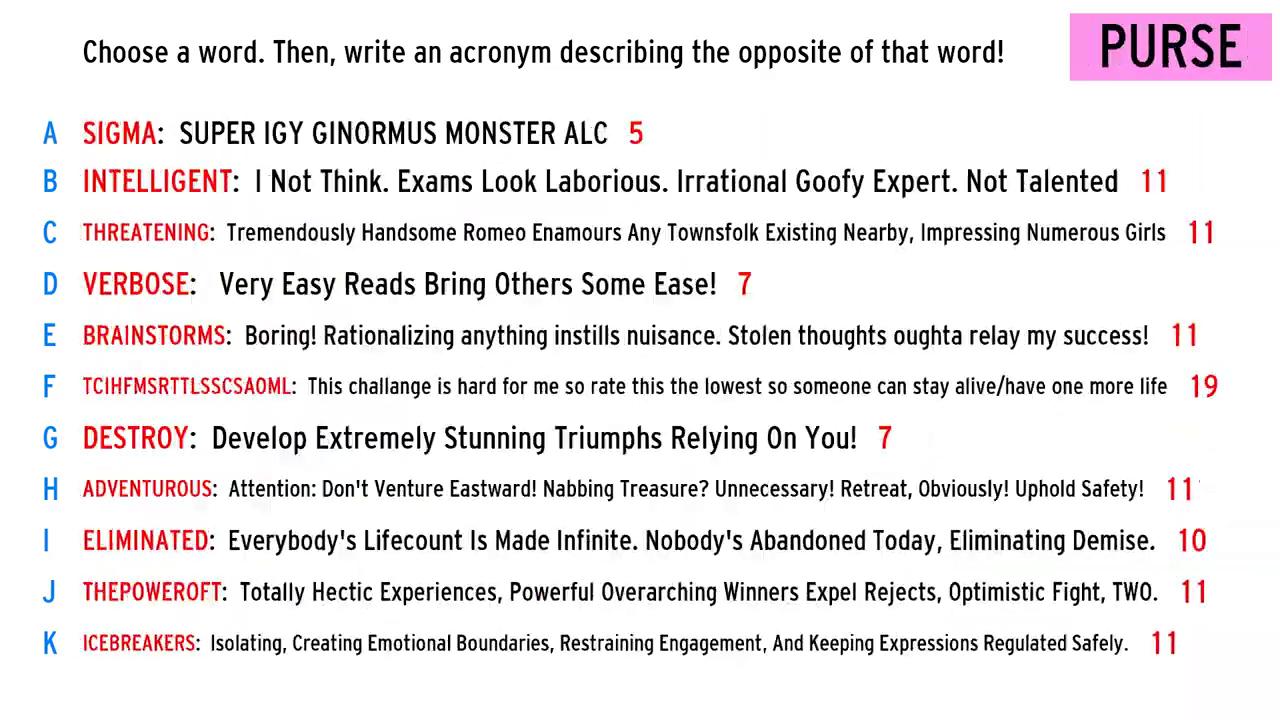 Choose a word. Then, write an acronym describing the opposite of that word!
PURSE
A SIGMA: SUPER IGY GINORMUS MONSTER ALC 5
B INTELLIGENT: I Not Think. Exams Look Laborious. Irrational Goofy Expert. Not Talented 11
C THREATENING: Tremendously Handsome Romeo Enamours Any Townsfolk Existing Nearby, Impressing Numerous Girls 11
D VERBOSE: Very Easy Reads Bring Others Some Ease! 7
E BRAINSTORMS: Boring! Rationalizing anything instills nuisance. Stolen thoughts oughta relay my success! 11
F TCIHFMSRTTLSSCSAOML: This challange is hard for me so rate this the lowest so someone can stay alive/have one more life 19
G DESTROY: Develop Extremely Stunning Triumphs Relying On You! 7
H ADVENTUROUS: Attention: Don't Venture Eastward! Nabbing Treasure? Unnecessary! Retreat, Obviously! Uphold Safety! 11
I ELIMINATED: Everybody's Lifecount Is Made Infinite. Nobody's Abandoned Today, Eliminating Demise. 10
J THEPOWEROFT: Totally Hectic Experiences, Powerful Overarching Winners Expel Rejects, Optimistic Fight, TWO. 11
K ICEBREAKERS: Isolating, Creating Emotional Boundaries, Restraining Engagement, And Keeping Expressions Regulated Safely. 11